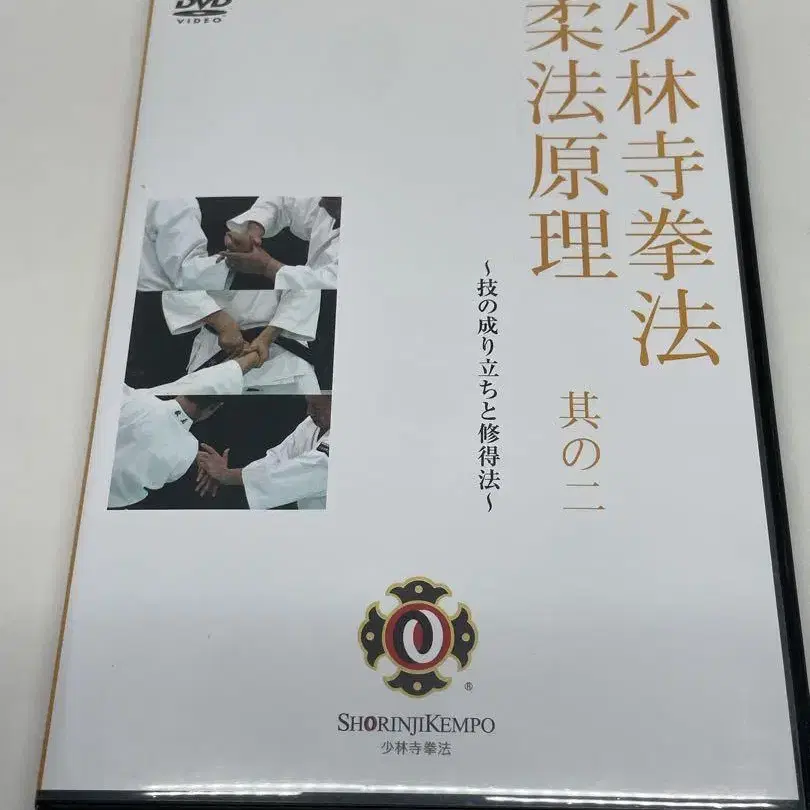 DVD
VIDEO
少林寺拳法
柔法原理
其の二
～技の成り立ちと修得法～
®
SHORINJIKEMPO
少林寺拳法